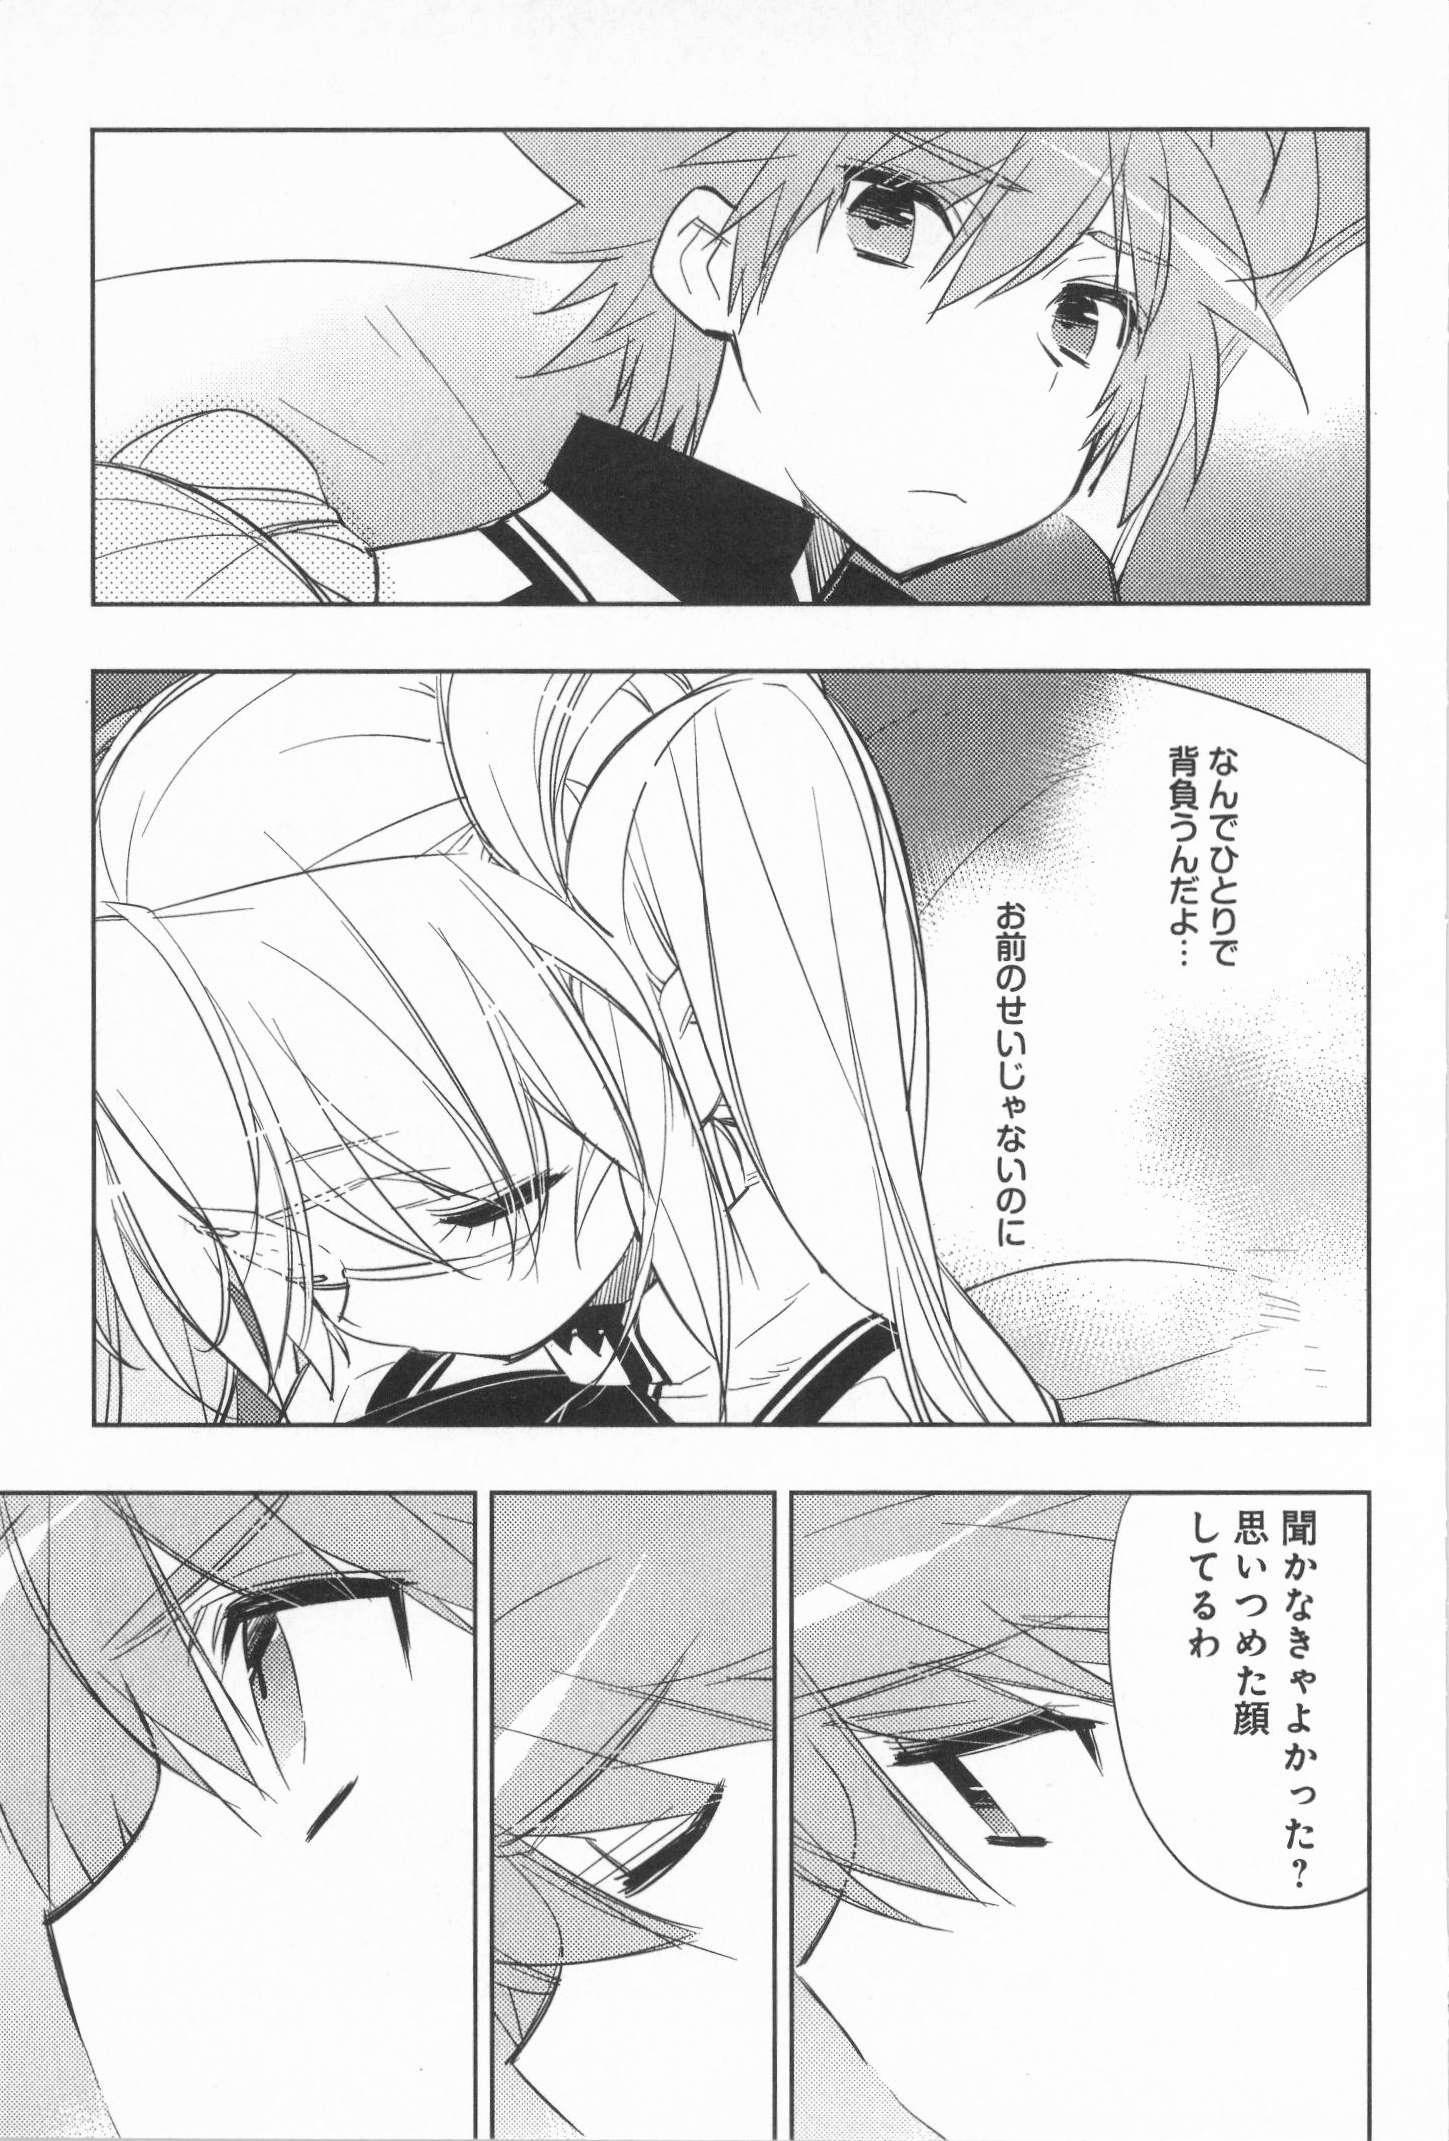 なんでひとりで
背負うんだよ…
お前のせいじゃないのに
聞かなきゃよかった?
思いつめた顔
してるわ